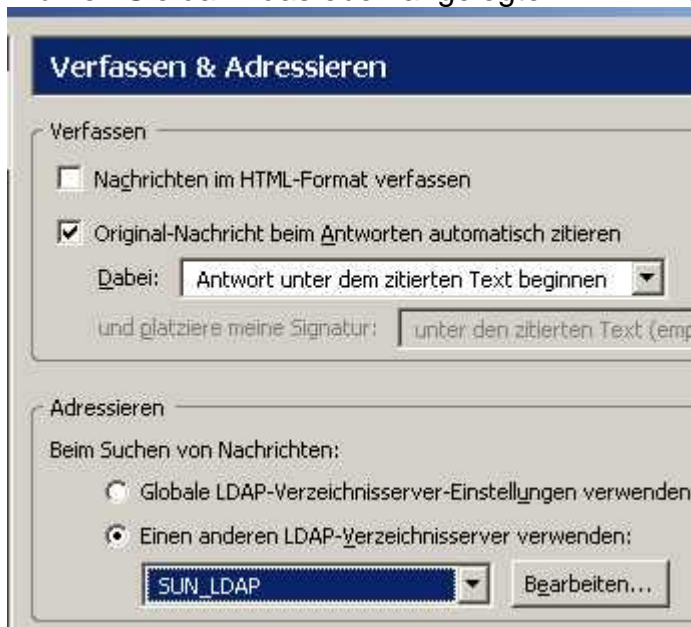 Verfassen & Adressieren
Verfassen
Nachrichten im HTML-Format verfassen
Original-Nachricht beim Antworten automatisch zitieren
Dabei: Antwort unter dem zitierten Text beginnen
und platziere meine Signatur: unter den zitierten Text (emp
Adressieren
Beim Suchen von Nachrichten:
Globale LDAP-Verzeichnisserver-Einstellungen verwenden
Einen anderen LDAP-Verzeichnisserver verwenden:
SUN_LDAP Bearbeiten...